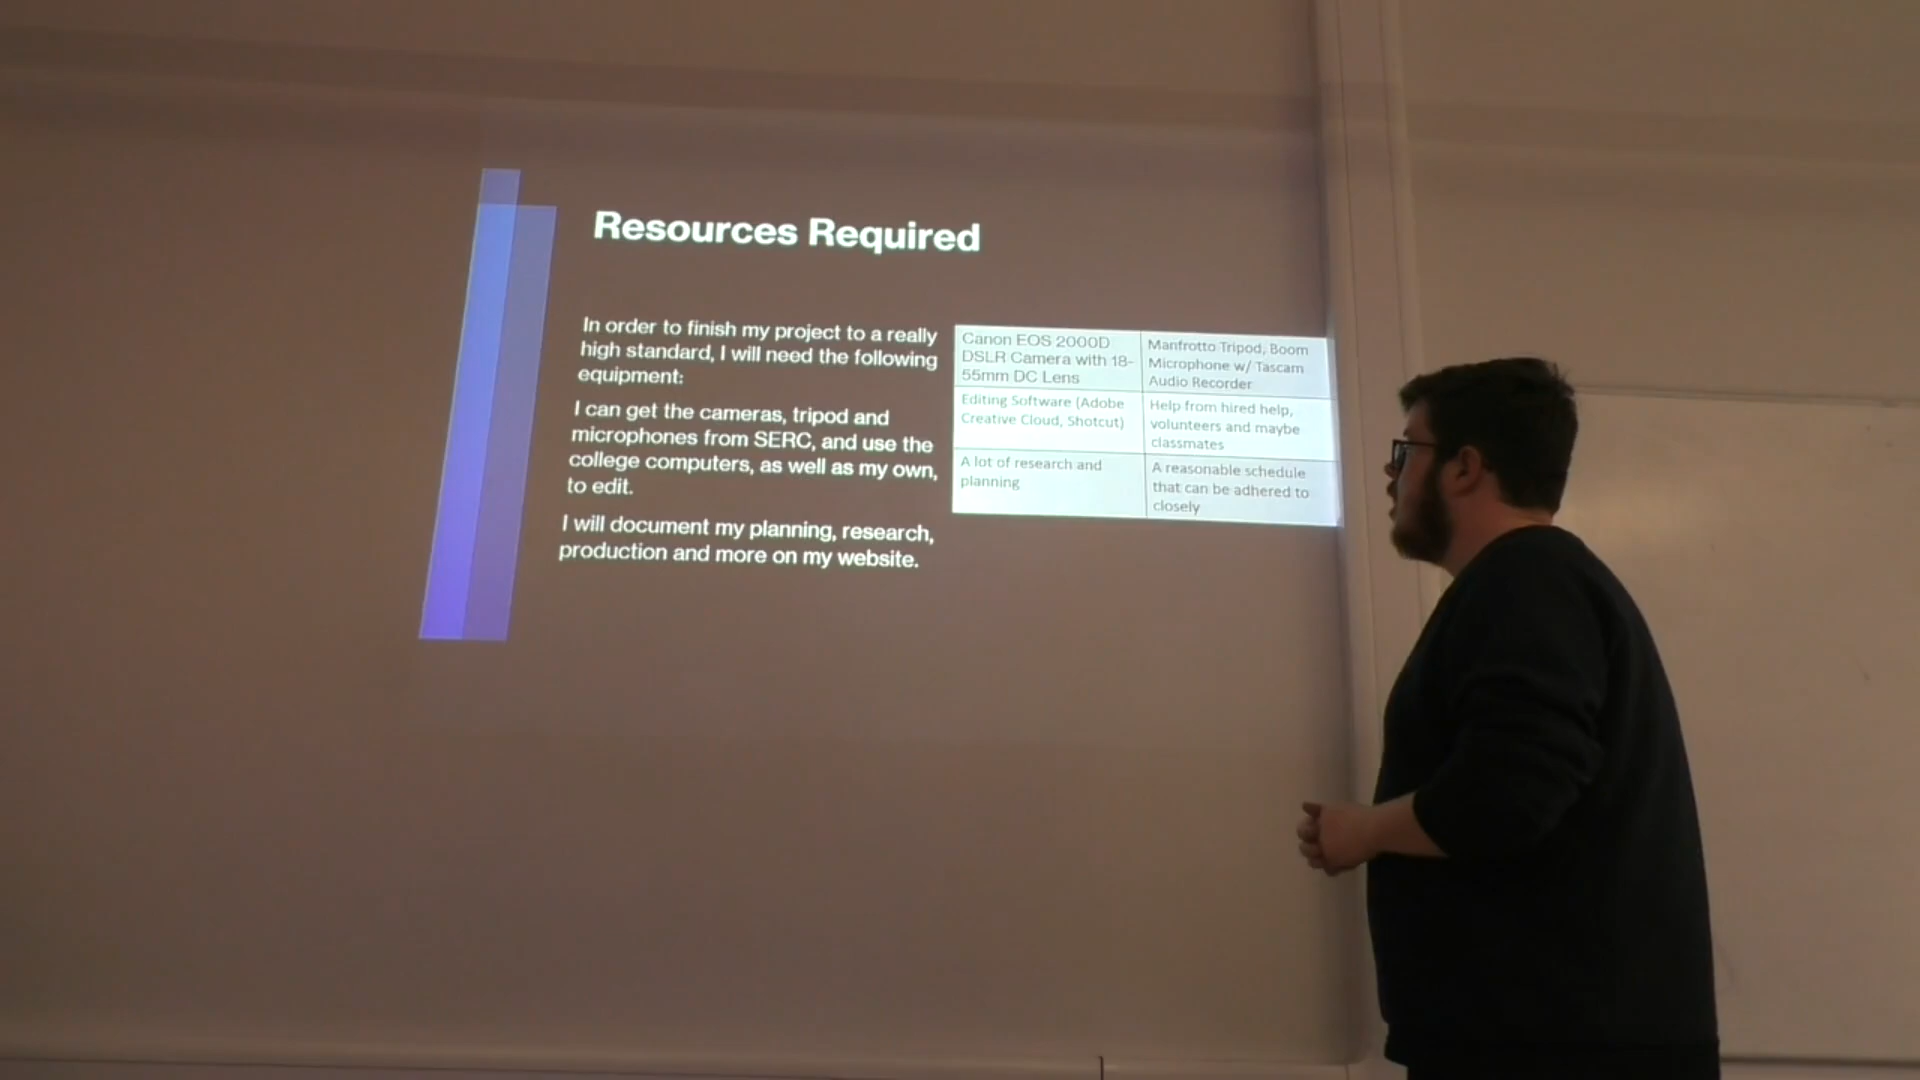 Resources Required
In order to finish my project to a really
high standard, I will need the following
equipment:
I can get the cameras, tripod and
microphones from SERC, and use the
college computers, as well as my own,
to edit.
I will document my planning, research,
production and more on my website.
Canon EOS 2000D
DSLR Camera with 18-
55mm DC Lens
Manfrotto Tripod, Boom
Microphone w/ Tascam
Audio Recorder
Editing Software (Adobe
Creative Cloud, Shotcut)
Help from hired help,
volunteers and maybe
classmates
A lot of research and
planning
A reasonable schedule
that can be adhered to
closely